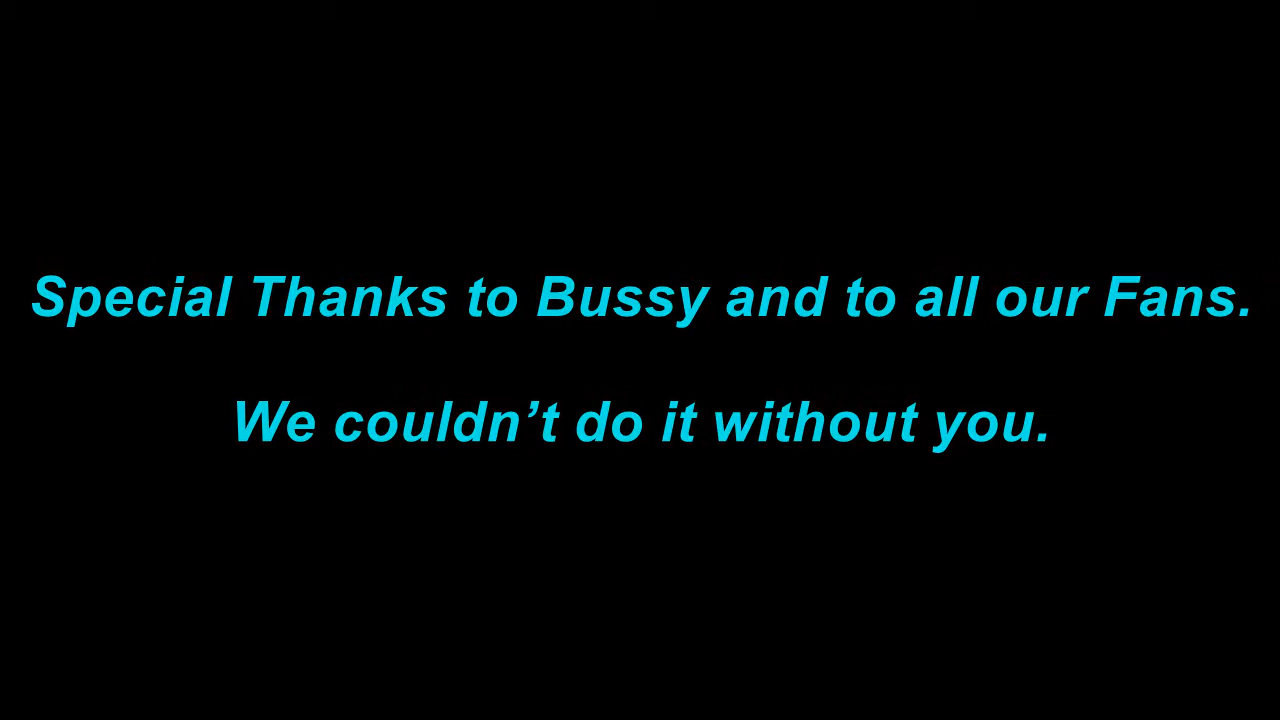 Special Thanks to Bussy and to all our Fans.
We couldn’t do it without you.